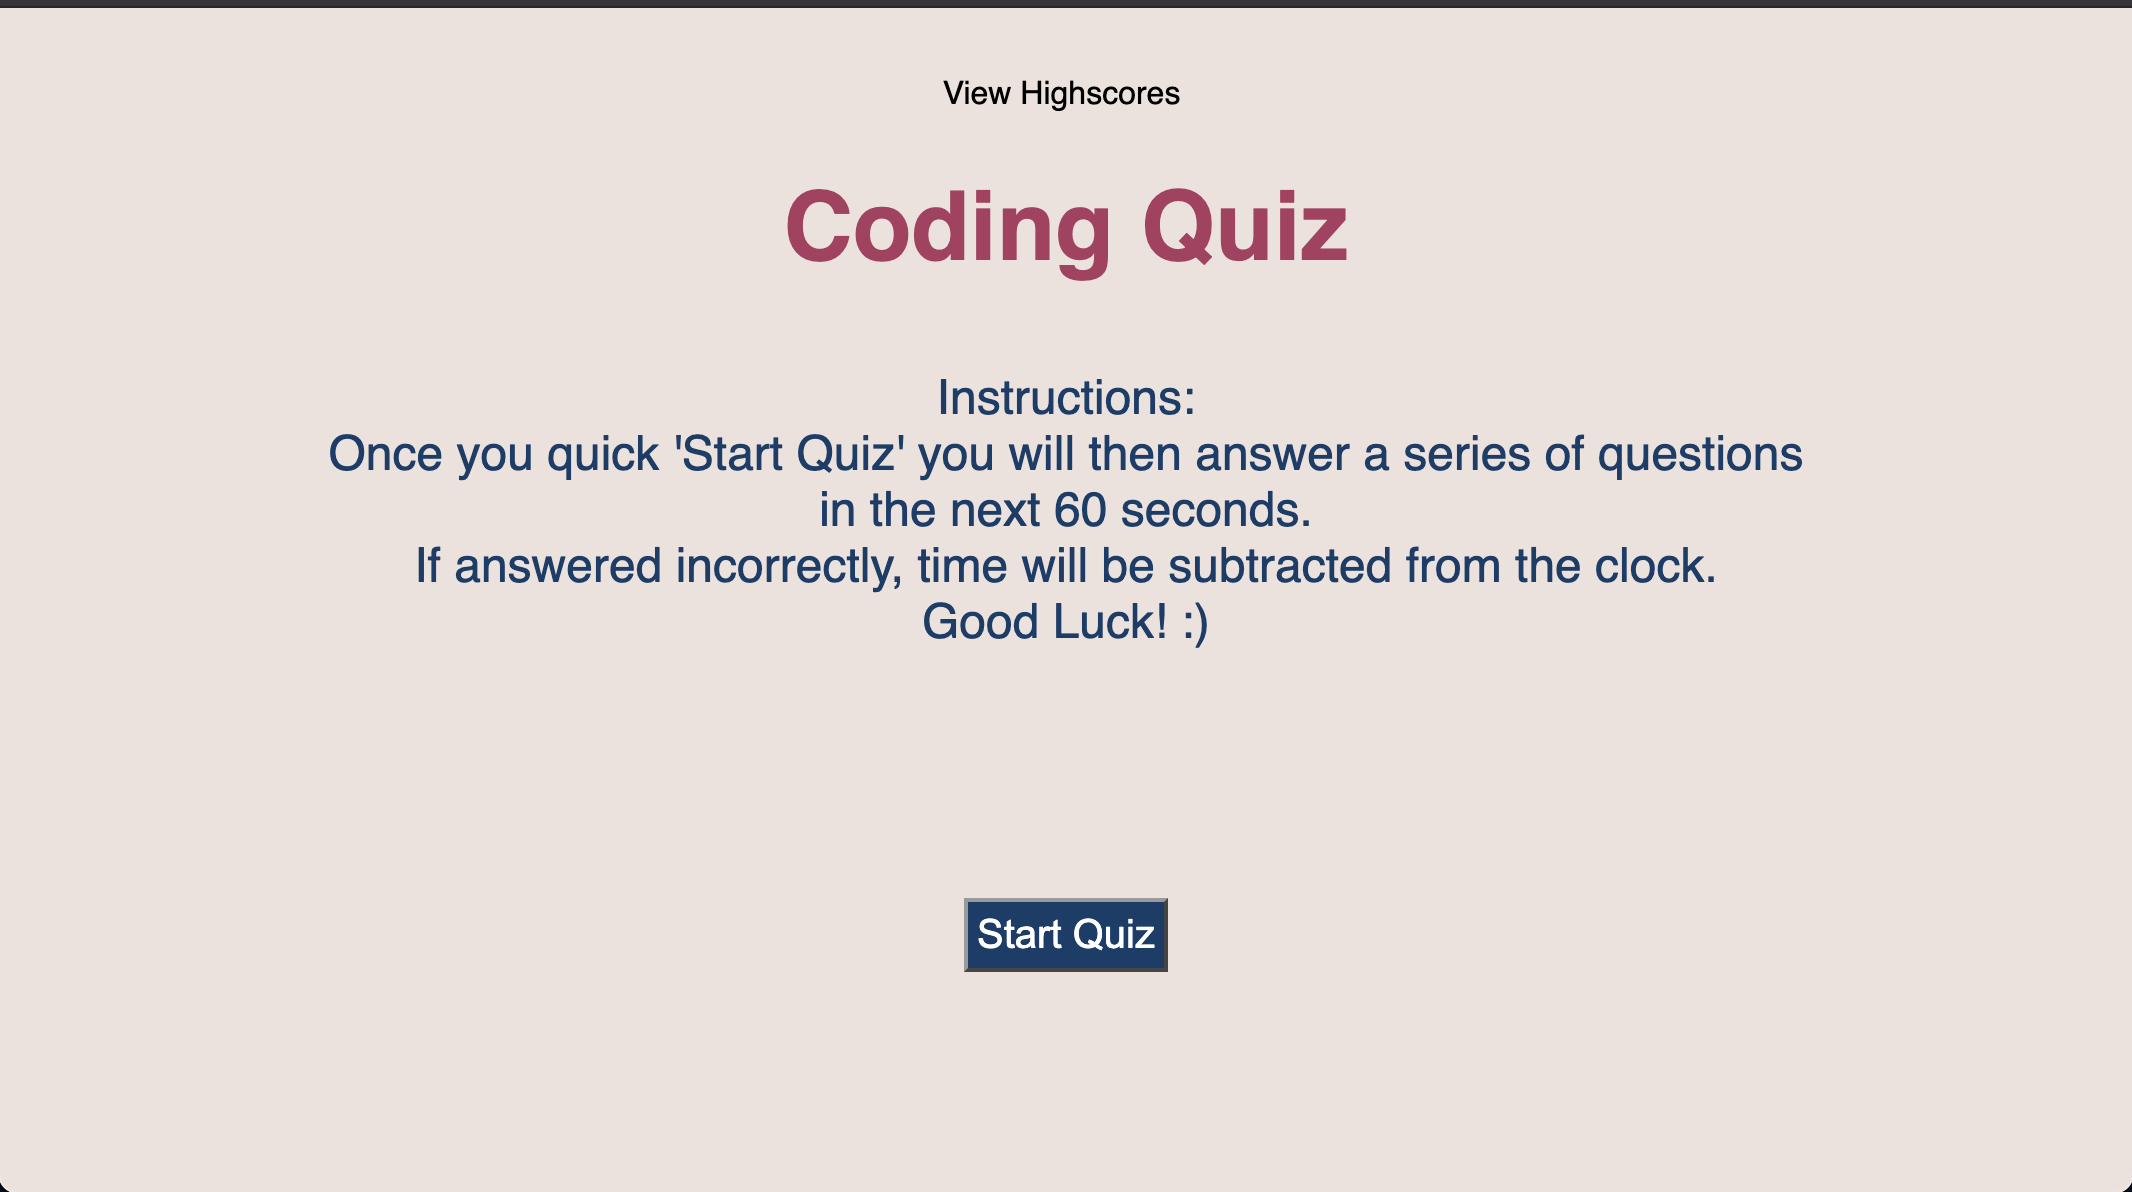 View Highscores
Coding Quiz
Instructions:
Once you quick 'Start Quiz' you will then answer a series of questions
in the next 60 seconds.
If answered incorrectly, time will be subtracted from the clock.
Good Luck! :)
Start Quiz